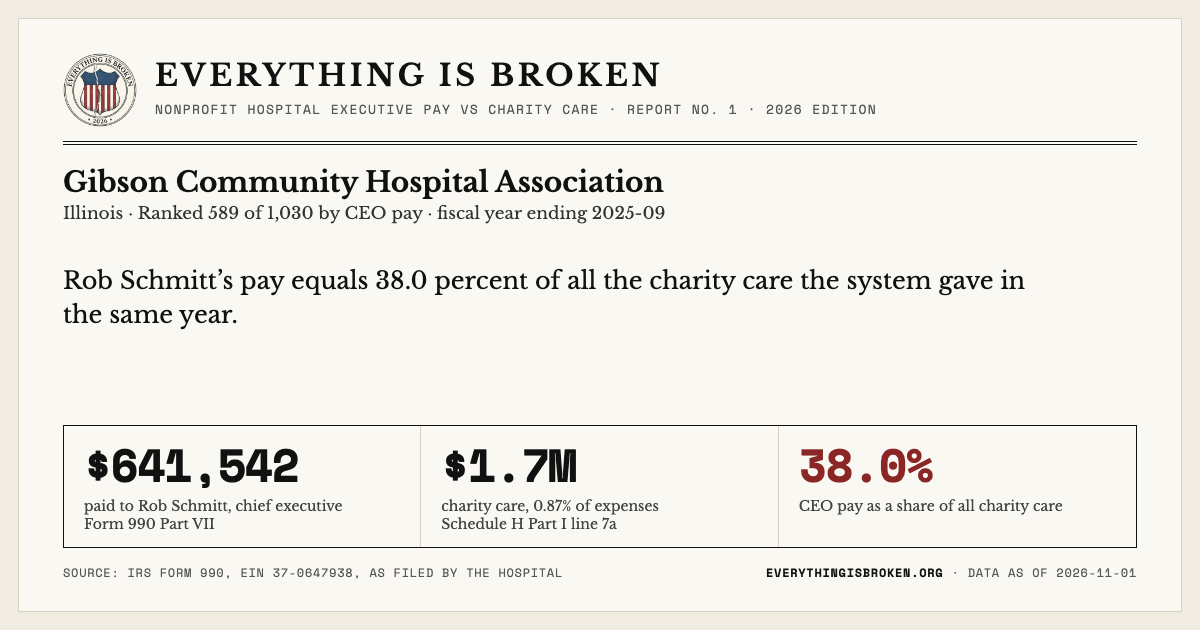 EVERYTHING IS BROKEN
2026
EVERYTHING IS BROKEN
NONPROFIT HOSPITAL EXECUTIVE PAY VS CHARITY CARE · REPORT NO. 1 · 2026 EDITION
Gibson Community Hospital Association
Illinois · Ranked 589 of 1,030 by CEO pay · fiscal year ending 2025-09
Rob Schmitt’s pay equals 38.0 percent of all the charity care the system gave in
the same year.
$641,542
paid to Rob Schmitt, chief executive
Form 990 Part VII
$1.7M
charity care, 0.87% of expenses
Schedule H Part I line 7a
38.0%
CEO pay as a share of all charity care
SOURCE: IRS FORM 990, EIN 37-0647938, AS FILED BY THE HOSPITAL
EVERYTHINGISBROKEN.ORG · DATA AS OF 2026-11-01